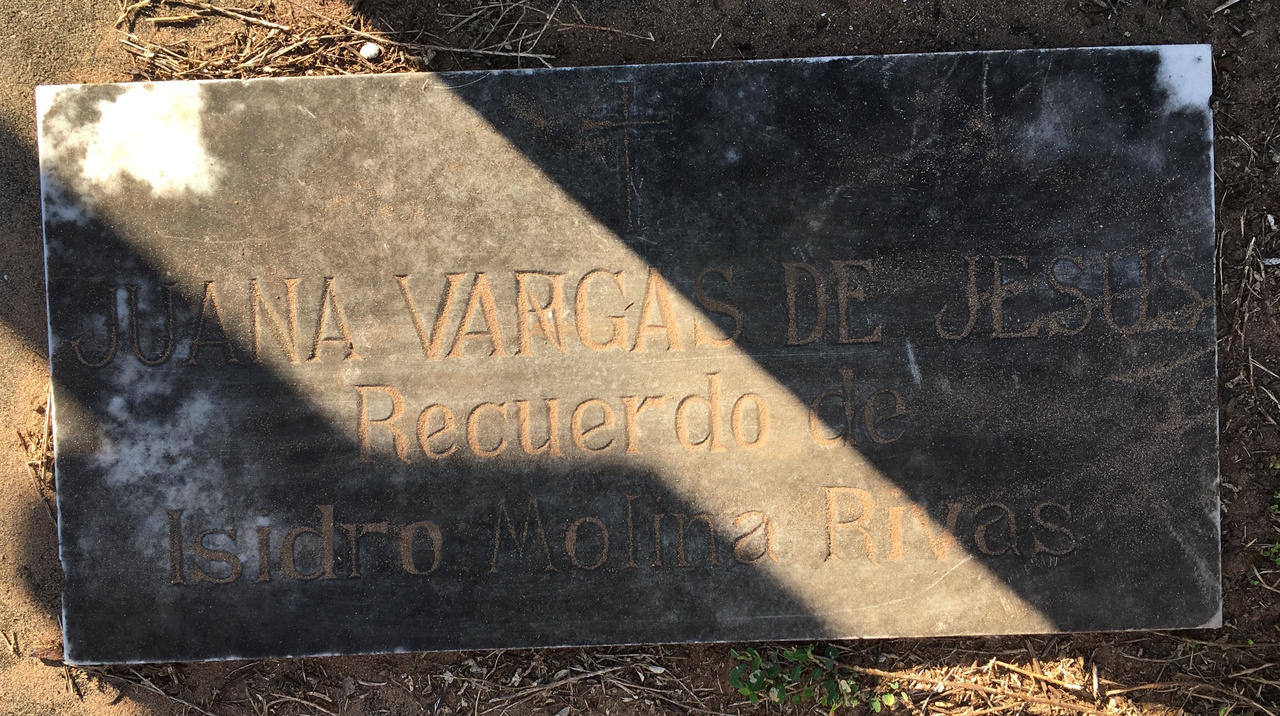 JUANA VARGAS DE JESUS
Recuerdo de
Isidro Molina Rivas